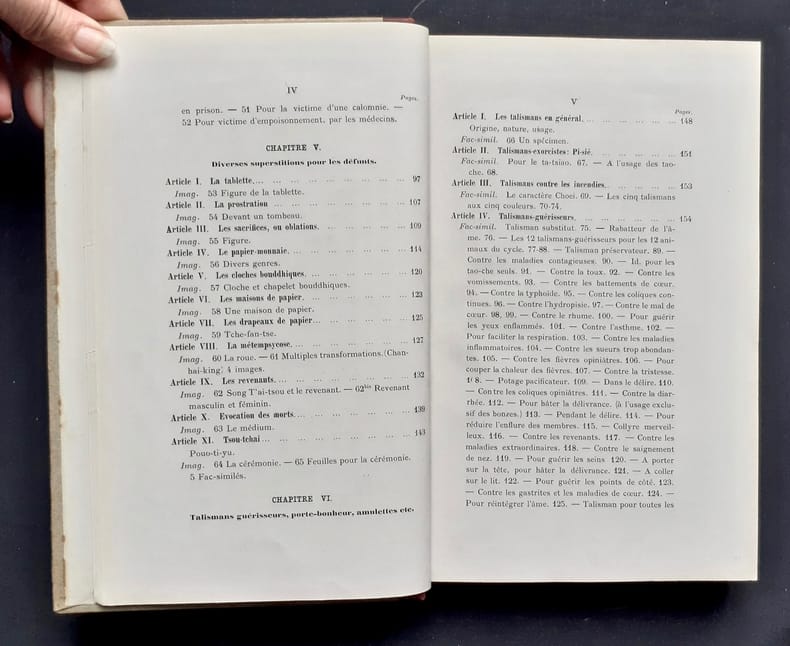 IV
Pages.
en prison. — 51 Pour la victime d'une calomnie. —
52 Pour victime d'empoisonnement, par les médecins.
CHAPITRE V.
Diverses superstitions pour les défunts.
Article I. La tablette... ... ... ... ... ... ... ... 97
Imag. 53 Figure de la tablette.
Article II. La prostration ... ... ... ... ... ... ... 107
Imag. 54 Devant un tombeau.
Article III. Les sacrifices, ou oblations. ... ... ... ... 109
Imag. 55 Figure.
Article IV. Le papier-monnaie... ... ... ... ... ... ... 114
Imag. 56 Divers genres.
Article V. Les cloches bouddhiques. ... ... ... ... ... 120
Imag. 57 Cloche et chapelet bouddhiques.
Article VI. Les maisons de papier. ... ... ... ... ... 123
Imag. 58 Une maison de papier.
Article VII. Les drapeaux de papier... ... ... ... ... 125
Imag. 59 Tche-fan-tse.
Article VIII. La métempsycose. ... ... ... ... ... ... 127
Imag. 60 La roue. — 61 Multiples transformations. (Chan-
hai-king) 4 images.
Article IX. Les revenants. ... ... ... ... ... ... ... 132
Imag. 62 Song T'ai-tsou et le revenant. — 62bis Revenant
masculin et féminin.
Article X. Evocation des morts. ... ... ... ... ... ... 139
Imag. 63 Le médium.
Article XI. Tsou-tchai ... ... ... ... ... ... ... ... 143
Pouo-ti-yu.
Imag. 64 La cérémonie. — 65 Feuilles pour la cérémonie.
5 Fac-similés.
CHAPITRE VI.
Talismans guérisseurs, porte-bonheur, amulettes etc.
V
Pages.
Article I. Les talismans en général. ... ... ... ... ... 148
Origine, nature, usage.
Fac-simil. 66 Un spécimen.
Article II. Talismans-exorcistes: Pi-sié. ... ... ... ... 151
Fac-simil. Pour le ta-tsiao. 67. — A l'usage des tao-
che. 68.
Article III. Talismans contre les incendies. ... ... ... 153
Fac-simil. Le caractère Choei. 69. — Les cinq talismans
aux cinq couleurs. 70-74.
Article IV. Talismans-guérisseurs. ... ... ... ... ... 154
Fac-simil. Talisman substitut. 75. — Rabatteur de l'â-
me. 76. — Les 12 talismans-guérisseurs pour les 12 ani-
maux du cycle. 77-88. — Talisman préservateur. 89. —
Contre les maladies contagieuses. 90. — Id. pour les
tao-che seuls. 91. — Contre la toux. 92. — Contre les
vomissements. 93. — Contre les battements de cœur.
94. — Contre la typhoïde. 95. — Contre les coliques con-
tinues. 96. — Contre l'hydropisie. 97. — Contre le mal de
cœur. 98, 99. — Contre le rhume. 100. — Pour guérir
les yeux enflammés. 101. — Contre l'asthme. 102. —
Pour faciliter la respiration. 103. — Contre les maladies
inflammatoires. 104. — Contre les sueurs trop abondan-
tes. 105. — Contre les fièvres opiniâtres. 106. — Pour
couper la chaleur des fièvres. 107. — Contre la tristesse.
108. — Potage pacificateur. 109. — Dans le délire. 110.
— Contre les coliques opiniâtres. 111. — Contre la diar-
rhée. 112. — Pour hâter la délivrance. (à l'usage exclu-
sif des bonzes.) 113. — Pendant le délire. 114. — Pour
réduire l'enflure des membres. 115. — Collyre merveil-
leux. 116. — Contre les revenants. 117. — Contre les
maladies extraordinaires. 118. — Contre le saignement
de nez. 119. — Pour guérir les seins 120. — A porter
sur la tête, pour hâter la délivrance. 121. — A coller
sur le lit. 122. — Pour guérir les points de côté. 123.
— Contre les gastrites et les maladies de cœur. 124. —
Pour réintégrer l'âme. 125. — Talisman pour toutes les